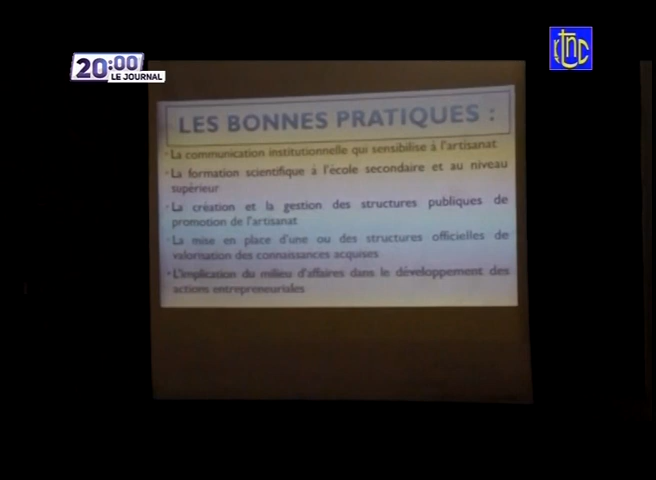 20:00
LE JOURNAL
rtnc
LES BONNES PRATIQUES :
La communication institutionnelle qui sensibilise à l'artisanat
La formation scientifique à l'école secondaire et au niveau
supérieur
La création et la gestion des structures publiques de
promotion de l'artisanat
La mise en place d'une ou des structures officielles de
valorisation des connaissances acquises
L'implication du milieu d'affaires dans le développement des
actions entrepreneuriales